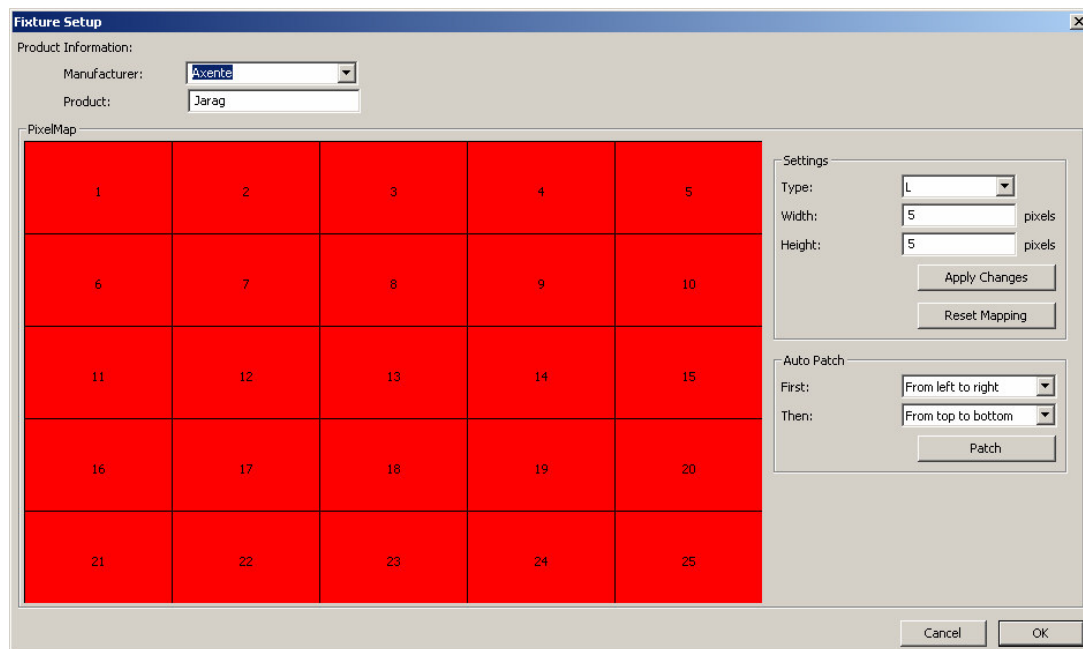 Fixture Setup
Product Information:
Manufacturer: Axente
Product: Jarag
PixelMap
1 2 3 4 5
6 7 8 9 10
11 12 13 14 15
16 17 18 19 20
21 22 23 24 25
Settings
Type: L
Width: 5 pixels
Height: 5 pixels
Apply Changes
Reset Mapping
Auto Patch
First: From left to right
Then: From top to bottom
Patch
Cancel OK